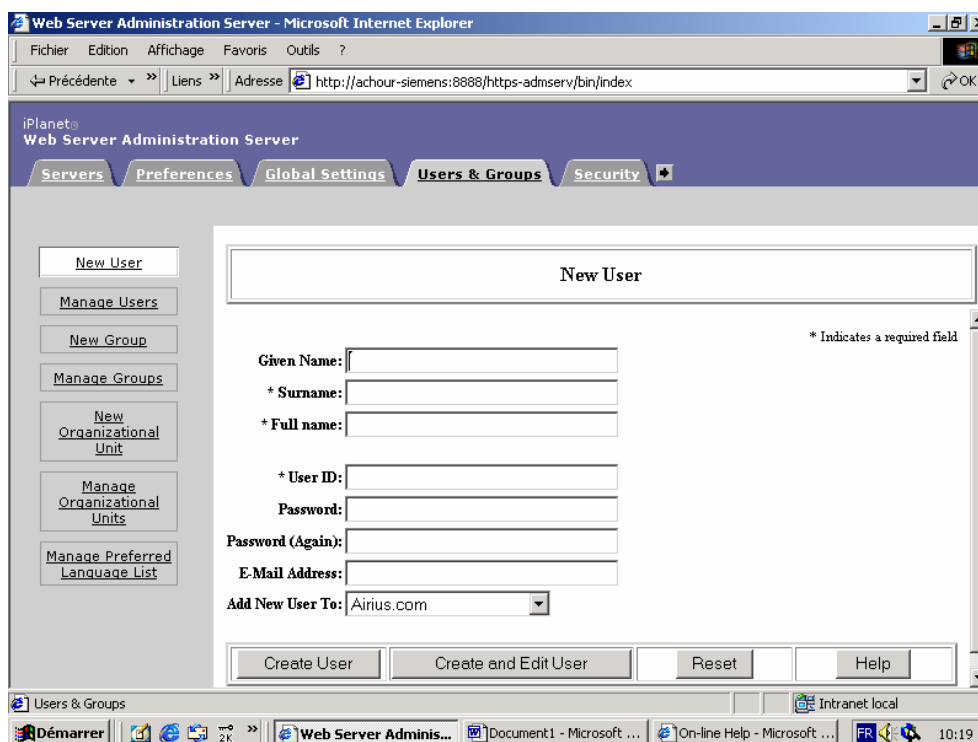 Web Server Administration Server - Microsoft Internet Explorer
Fichier Edition Affichage Favoris Outils ?
Précédente » Liens » Adresse http://achour-siemens:8888/https-admserv/bin/index OK
iPlanet
Web Server Administration Server
Servers Preferences Global Settings Users & Groups Security
New User
Manage Users
New Group
Manage Groups
New
Organizational
Unit
Manage
Organizational
Units
Manage Preferred
Language List
New User
* Indicates a required field
Given Name:
* Surname:
* Full name:
* User ID:
Password:
Password (Again):
E-Mail Address:
Add New User To: Airius.com
Create User Create and Edit User Reset Help
Users & Groups Intranet local
Démarrer » Web Server Adminis... Document1 - Microsoft ... On-line Help - Microsoft ... FR 10:19